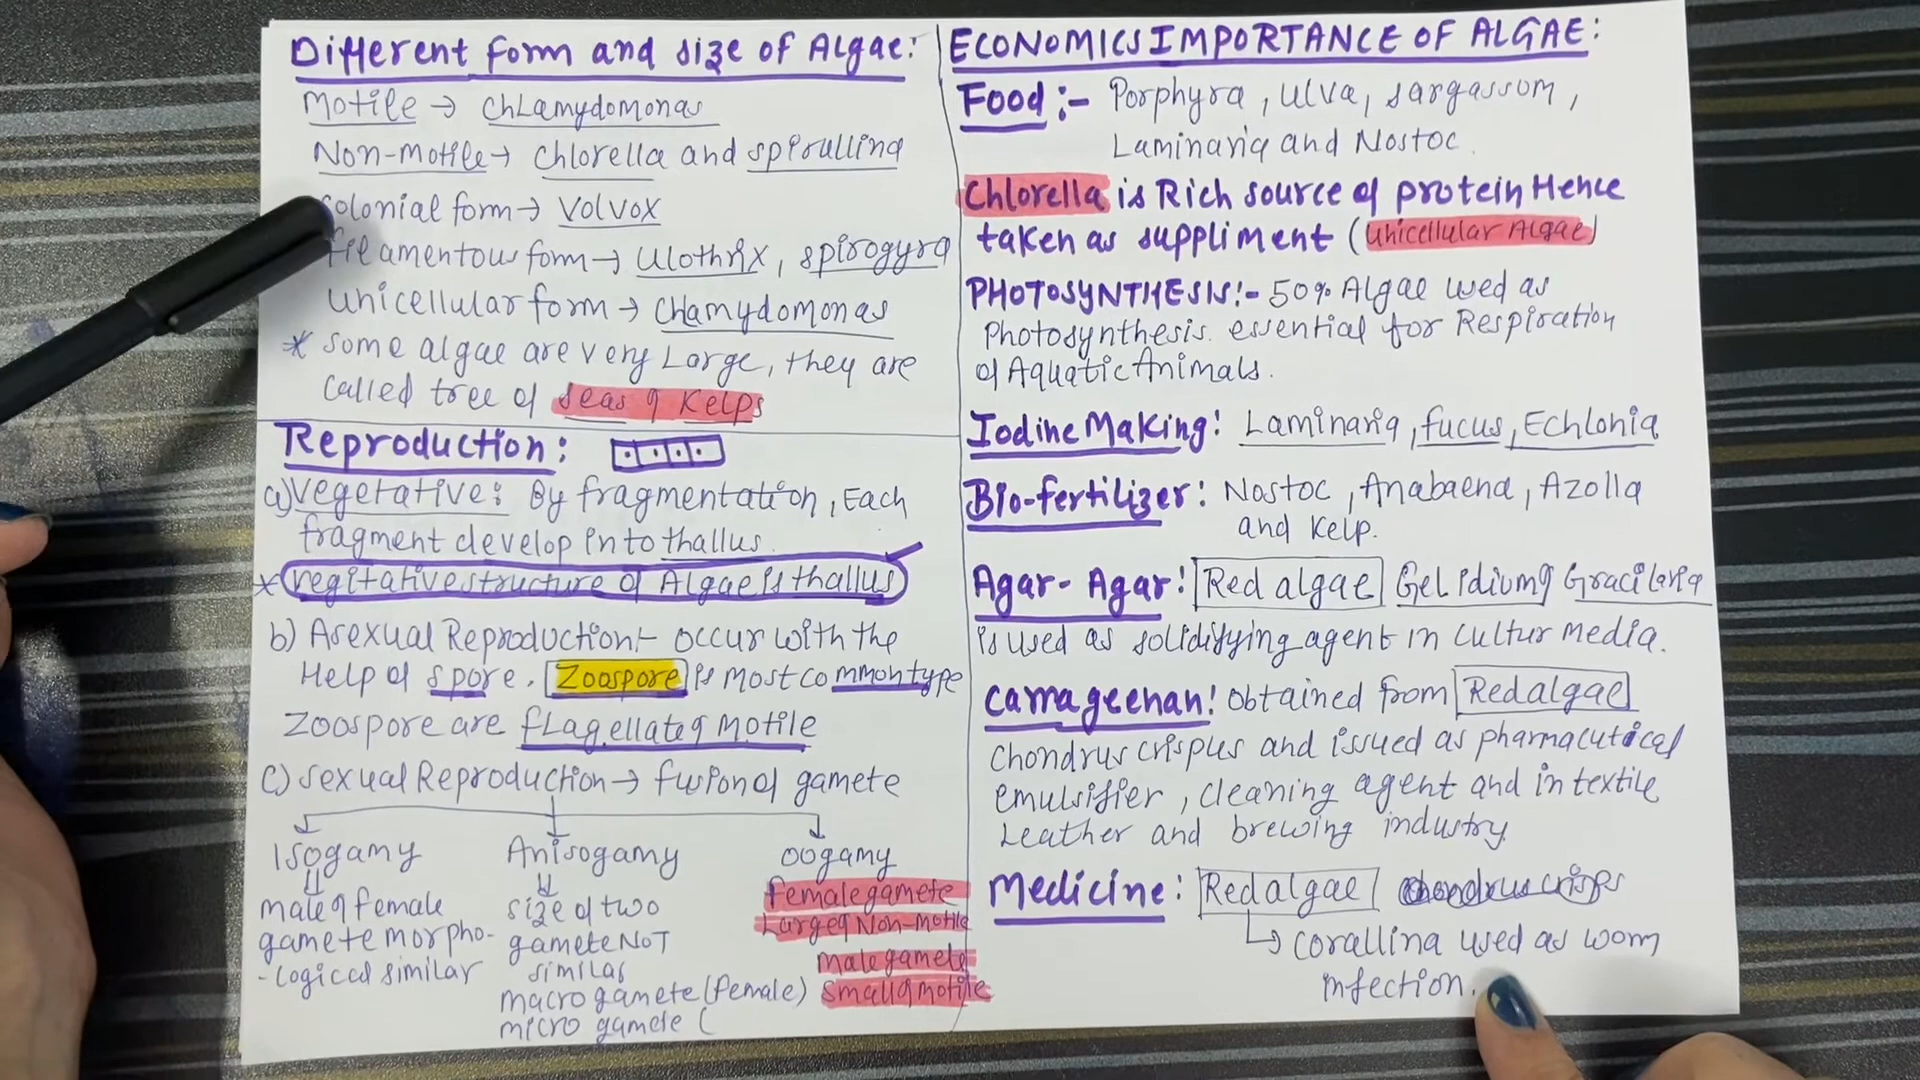 Different form and size of Algae:
Motile → Chlamydomonas
Non-motile → Chlorella and spirullina
Colonial form → Volvox
filamentous form → Ulothrix, spirogyra
Unicellular form → Chamydomonas
* some algae are very Large, they are
called tree of seas & Kelps
Reproduction:
a) Vegetative: By fragmentation, Each
fragment develop into thallus.
* vegitative structure of Algae is thallus
b) Asexual Reproduction:- occur with the
Help of spore. Zoospore is most common type
Zoospore are flagellate & motile
c) sexual Reproduction → fusion of gamete
Isogamy
male & female
gamete morpho-
-logical similar
Anisogamy
size of two
gamete NOT
similar
macro gamete (female)
micro gamete (
oogamy
female gamete
Large & Non-motile
male gamete
small & motile
ECONOMICS IMPORTANCE OF ALGAE:
Food:- Porphyra, Ulva, sargassum,
Laminaria and Nostoc.
Chlorella is Rich source of protein Hence
taken as suppliment (Unicellular Algae)
PHOTOSYNTHESIS:- 50% Algae used as
Photosynthesis. essential for Respiration
of Aquatic Animals.
Iodine Making: Laminaria, fucus, Echlonia
Bio-fertilizer: Nostoc, Anabaena, Azolla
and Kelp.
Agar-Agar: Red algae Gelidium & Gracilaria
is used as solidifying agent in cultur media.
Carrageenan: obtained from Red algae
Chondrus crispus and issued as pharmacutical
emulsifier, cleaning agent and in textile
Leather and brewing industry.
Medicine: Red algae
↳ corallina used as worm
infection.